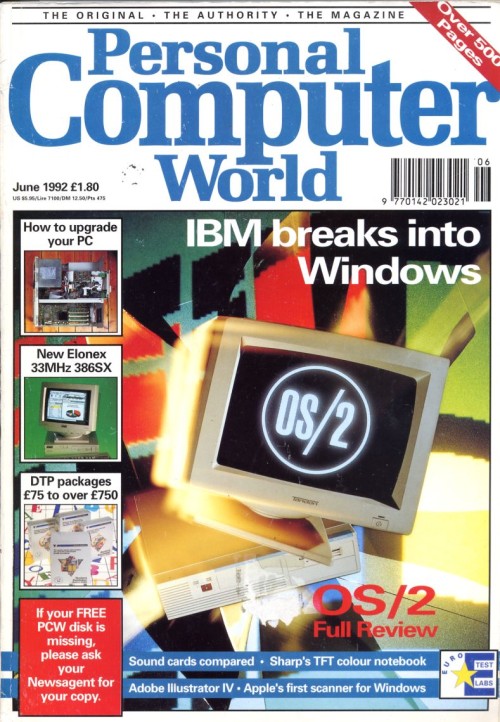 THE ORIGINAL · THE AUTHORITY · THE MAGAZINE
Over 500
Pages
Personal
Computer
World
June 1992 £1.80
US $5.95/Lire 7100/DM 12.50/Pts 475
06
9 770142 023021
IBM breaks into
Windows
How to upgrade
your PC
New Elonex
33MHz 386SX
DTP packages
£75 to over £750
OS/2
OS/2
Full Review
If your FREE
PCW disk is
missing,
please ask
your
Newsagent for
your copy.
Sound cards compared · Sharp's TFT colour notebook
Adobe Illustrator IV · Apple's first scanner for Windows
EURO
TEST
LABS